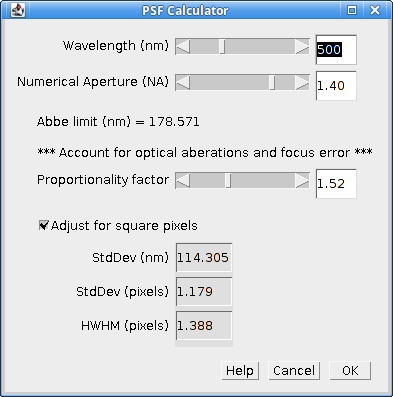 PSF Calculator
Wavelength (nm) 500
Numerical Aperture (NA) 1.40
Abbe limit (nm) = 178.571
*** Account for optical aberations and focus error ***
Proportionality factor 1.52
Adjust for square pixels
StdDev (nm) 114.305
StdDev (pixels) 1.179
HWHM (pixels) 1.388
Help Cancel OK